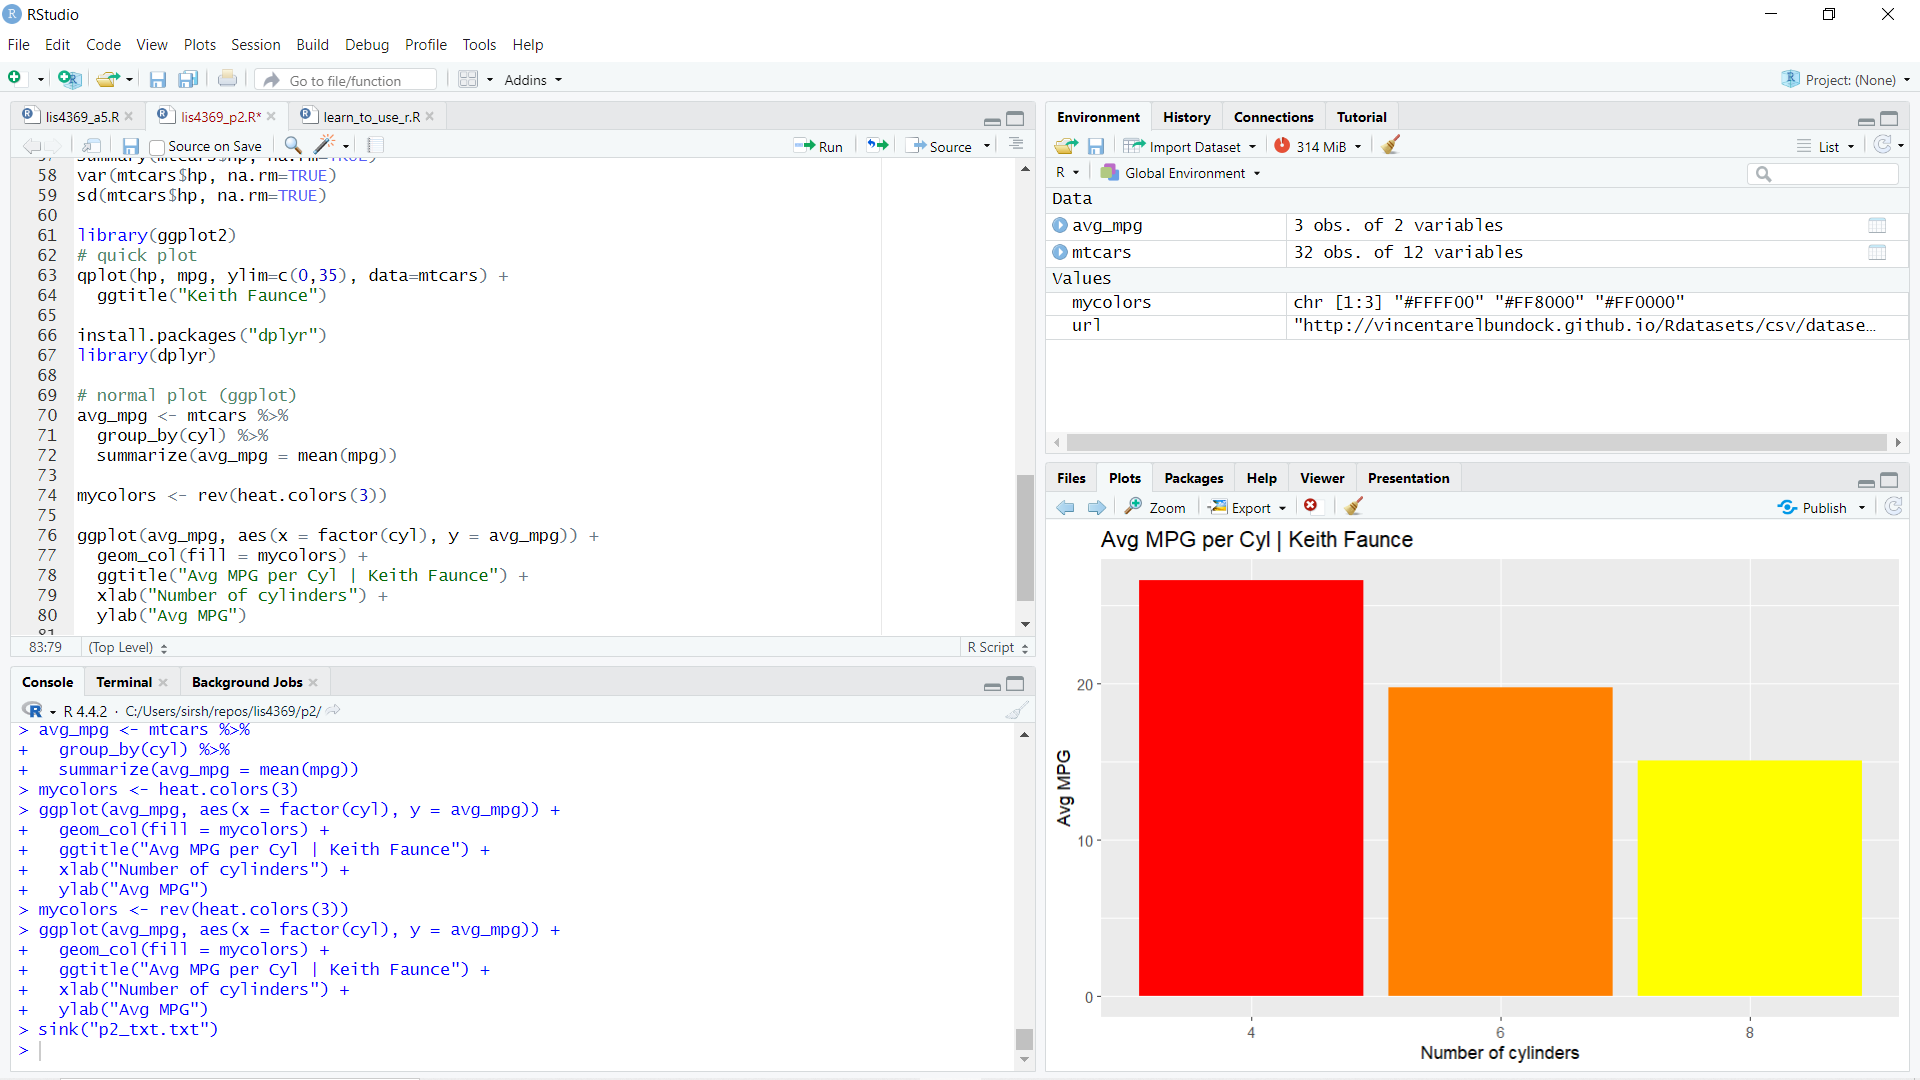 RStudio
File Edit Code View Plots Session Build Debug Profile Tools Help
Go to file/function Addins Project: (None)
lis4369_a5.R lis4369_p2.R* learn_to_use_r.R
Source on Save Run Source
57 summary(mtcars$hp, na.rm=TRUE)
58 var(mtcars$hp, na.rm=TRUE)
59 sd(mtcars$hp, na.rm=TRUE)
60
61 library(ggplot2)
62 # quick plot
63 qplot(hp, mpg, ylim=c(0,35), data=mtcars) +
64 ggtitle("Keith Faunce")
65
66 install.packages("dplyr")
67 library(dplyr)
68
69 # normal plot (ggplot)
70 avg_mpg <- mtcars %>%
71 group_by(cyl) %>%
72 summarize(avg_mpg = mean(mpg))
73
74 mycolors <- rev(heat.colors(3))
75
76 ggplot(avg_mpg, aes(x = factor(cyl), y = avg_mpg)) +
77 geom_col(fill = mycolors) +
78 ggtitle("Avg MPG per Cyl | Keith Faunce") +
79 xlab("Number of cylinders") +
80 ylab("Avg MPG")
81
83:79 (Top Level) R Script
Console Terminal Background Jobs
R 4.4.2 · C:/Users/sirsh/repos/lis4369/p2/
> avg_mpg <- mtcars %>%
+ group_by(cyl) %>%
+ summarize(avg_mpg = mean(mpg))
> mycolors <- heat.colors(3)
> ggplot(avg_mpg, aes(x = factor(cyl), y = avg_mpg)) +
+ geom_col(fill = mycolors) +
+ ggtitle("Avg MPG per Cyl | Keith Faunce") +
+ xlab("Number of cylinders") +
+ ylab("Avg MPG")
> mycolors <- rev(heat.colors(3))
> ggplot(avg_mpg, aes(x = factor(cyl), y = avg_mpg)) +
+ geom_col(fill = mycolors) +
+ ggtitle("Avg MPG per Cyl | Keith Faunce") +
+ xlab("Number of cylinders") +
+ ylab("Avg MPG")
> sink("p2_txt.txt")
>
Environment History Connections Tutorial
Import Dataset 314 MiB List
R Global Environment
Data
avg_mpg 3 obs. of 2 variables
mtcars 32 obs. of 12 variables
Values
mycolors chr [1:3] "#FFFF00" "#FF8000" "#FF0000"
url "http://vincentarelbundock.github.io/Rdatasets/csv/datase…
Files Plots Packages Help Viewer Presentation
Zoom Export Publish
Avg MPG per Cyl | Keith Faunce
Avg MPG
20
10
0
4 6 8
Number of cylinders